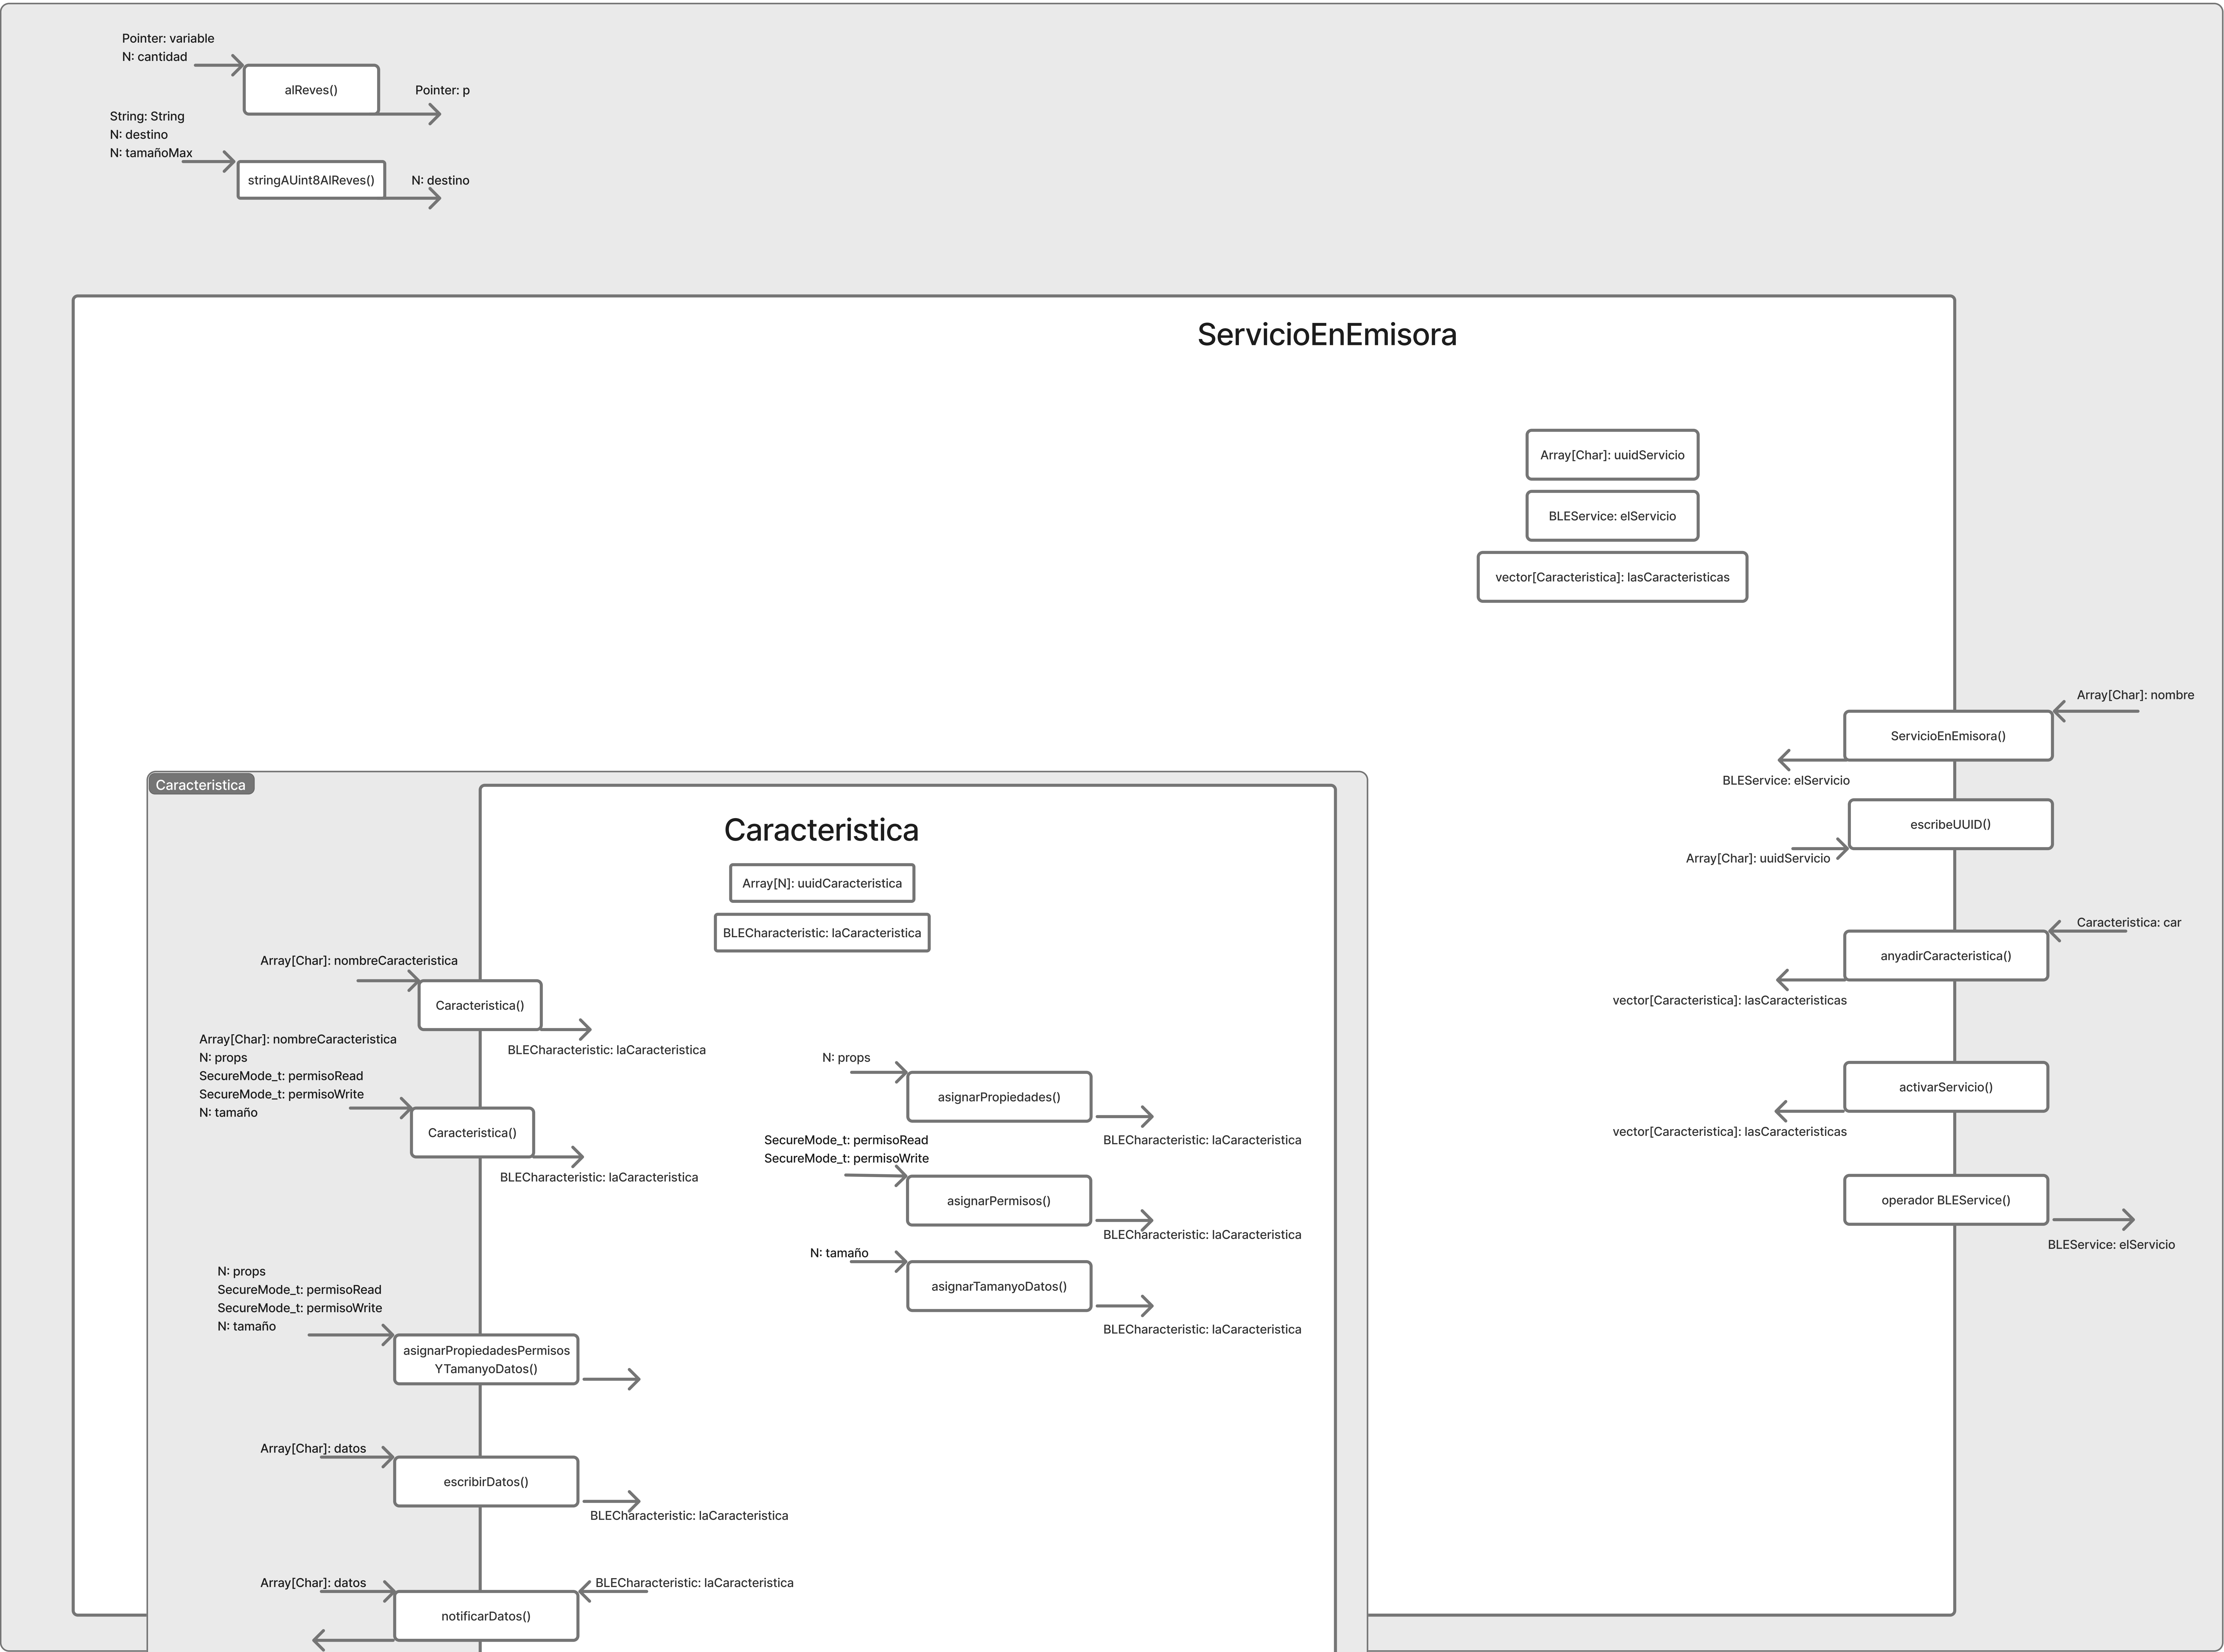 Pointer: variable
N: cantidad
alReves()
Pointer: p
String: String
N: destino
N: tamañoMax
stringAUint8AlReves()
N: destino
ServicioEnEmisora
Array[Char]: uuidServicio
BLEService: elServicio
vector[Caracteristica]: lasCaracteristicas
Array[Char]: nombre
ServicioEnEmisora()
BLEService: elServicio
escribeUUID()
Array[Char]: uuidServicio
Caracteristica: car
anyadirCaracteristica()
vector[Caracteristica]: lasCaracteristicas
activarServicio()
vector[Caracteristica]: lasCaracteristicas
operador BLEService()
BLEService: elServicio
Caracteristica
Caracteristica
Array[N]: uuidCaracteristica
BLECharacteristic: laCaracteristica
Array[Char]: nombreCaracteristica
Caracteristica()
BLECharacteristic: laCaracteristica
Array[Char]: nombreCaracteristica
N: props
SecureMode_t: permisoRead
SecureMode_t: permisoWrite
N: tamaño
Caracteristica()
BLECharacteristic: laCaracteristica
N: props
asignarPropiedades()
BLECharacteristic: laCaracteristica
SecureMode_t: permisoRead
SecureMode_t: permisoWrite
asignarPermisos()
BLECharacteristic: laCaracteristica
N: tamaño
asignarTamanyoDatos()
BLECharacteristic: laCaracteristica
N: props
SecureMode_t: permisoRead
SecureMode_t: permisoWrite
N: tamaño
asignarPropiedadesPermisos
YTamanyoDatos()
Array[Char]: datos
escribirDatos()
BLECharacteristic: laCaracteristica
Array[Char]: datos
BLECharacteristic: laCaracteristica
notificarDatos()